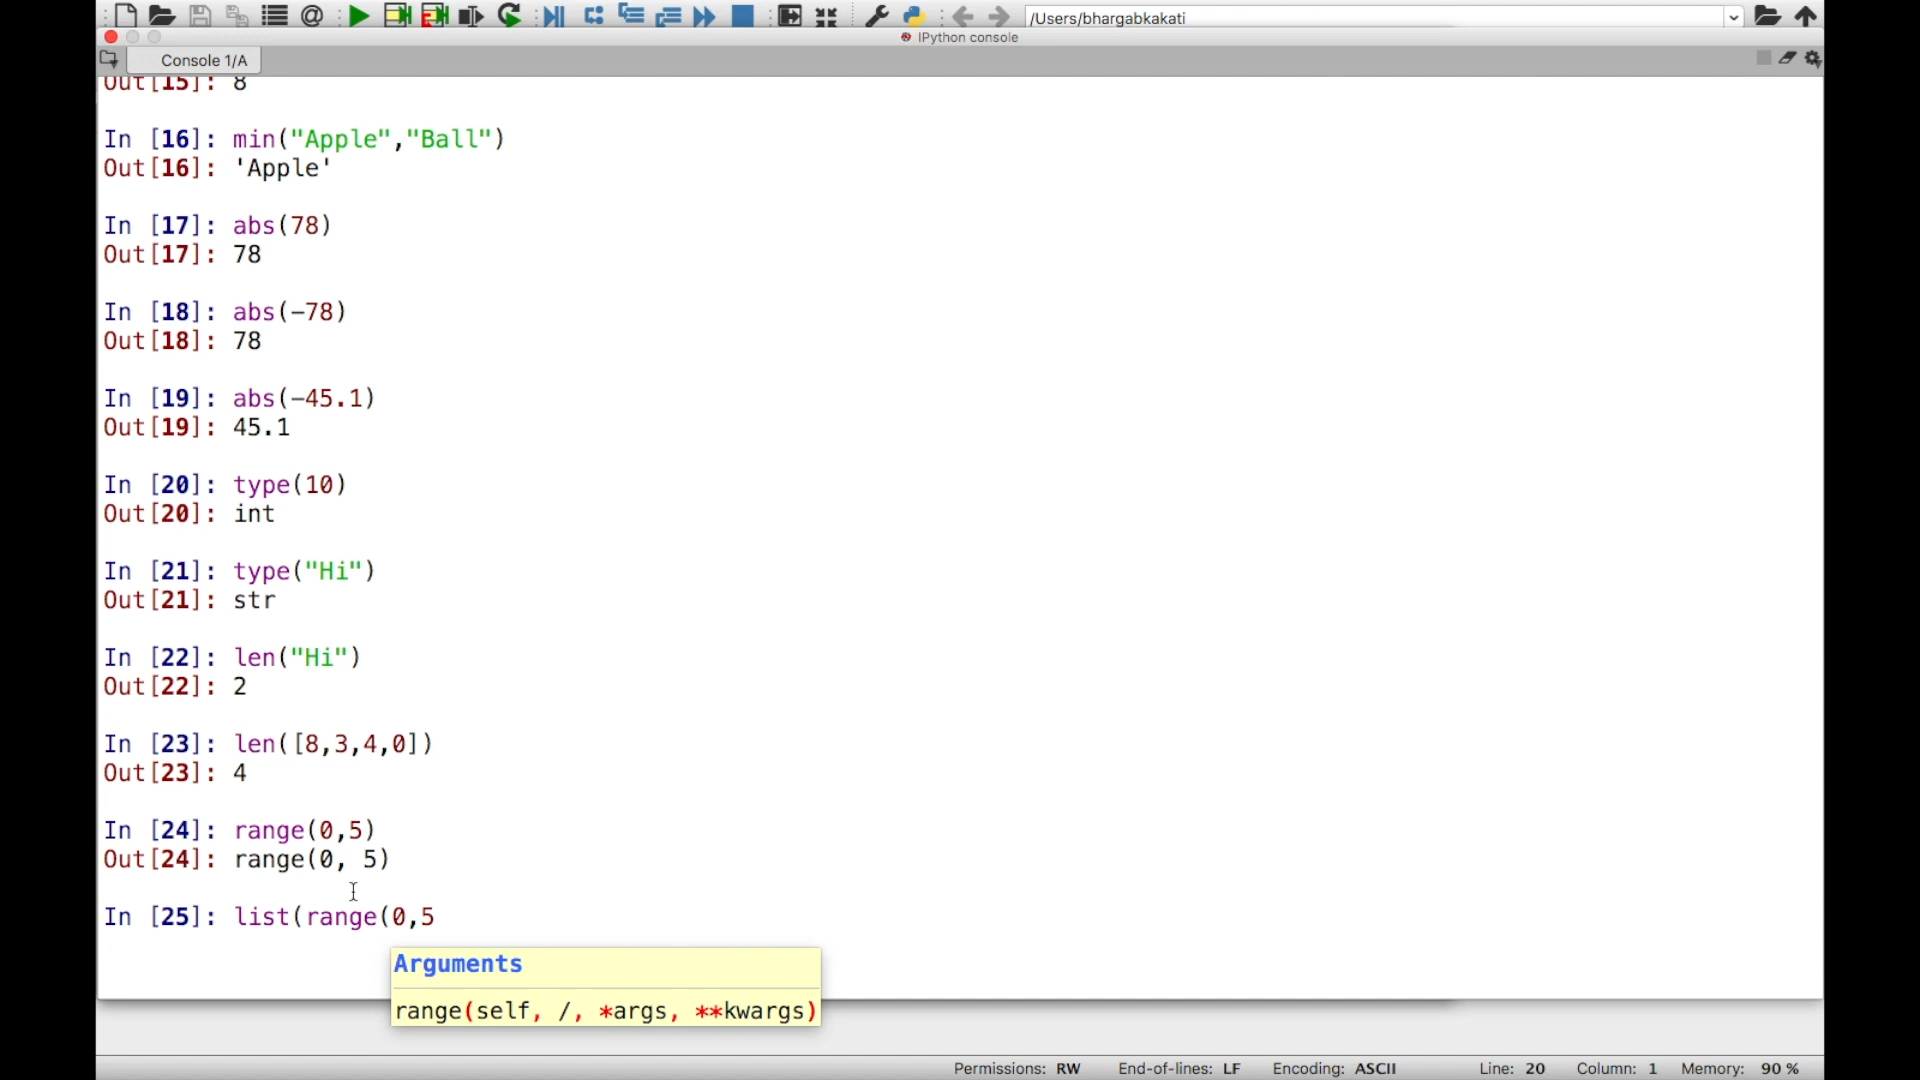 /Users/bhargabkakati
IPython console
Console 1/A
Out[15]: 8
In [16]: min("Apple","Ball")
Out[16]: 'Apple'
In [17]: abs(78)
Out[17]: 78
In [18]: abs(-78)
Out[18]: 78
In [19]: abs(-45.1)
Out[19]: 45.1
In [20]: type(10)
Out[20]: int
In [21]: type("Hi")
Out[21]: str
In [22]: len("Hi")
Out[22]: 2
In [23]: len([8,3,4,0])
Out[23]: 4
In [24]: range(0,5)
Out[24]: range(0, 5)
In [25]: list(range(0,5
Arguments
range(self, /, *args, **kwargs)
Permissions: RW End-of-lines: LF Encoding: ASCII Line: 20 Column: 1 Memory: 90 %